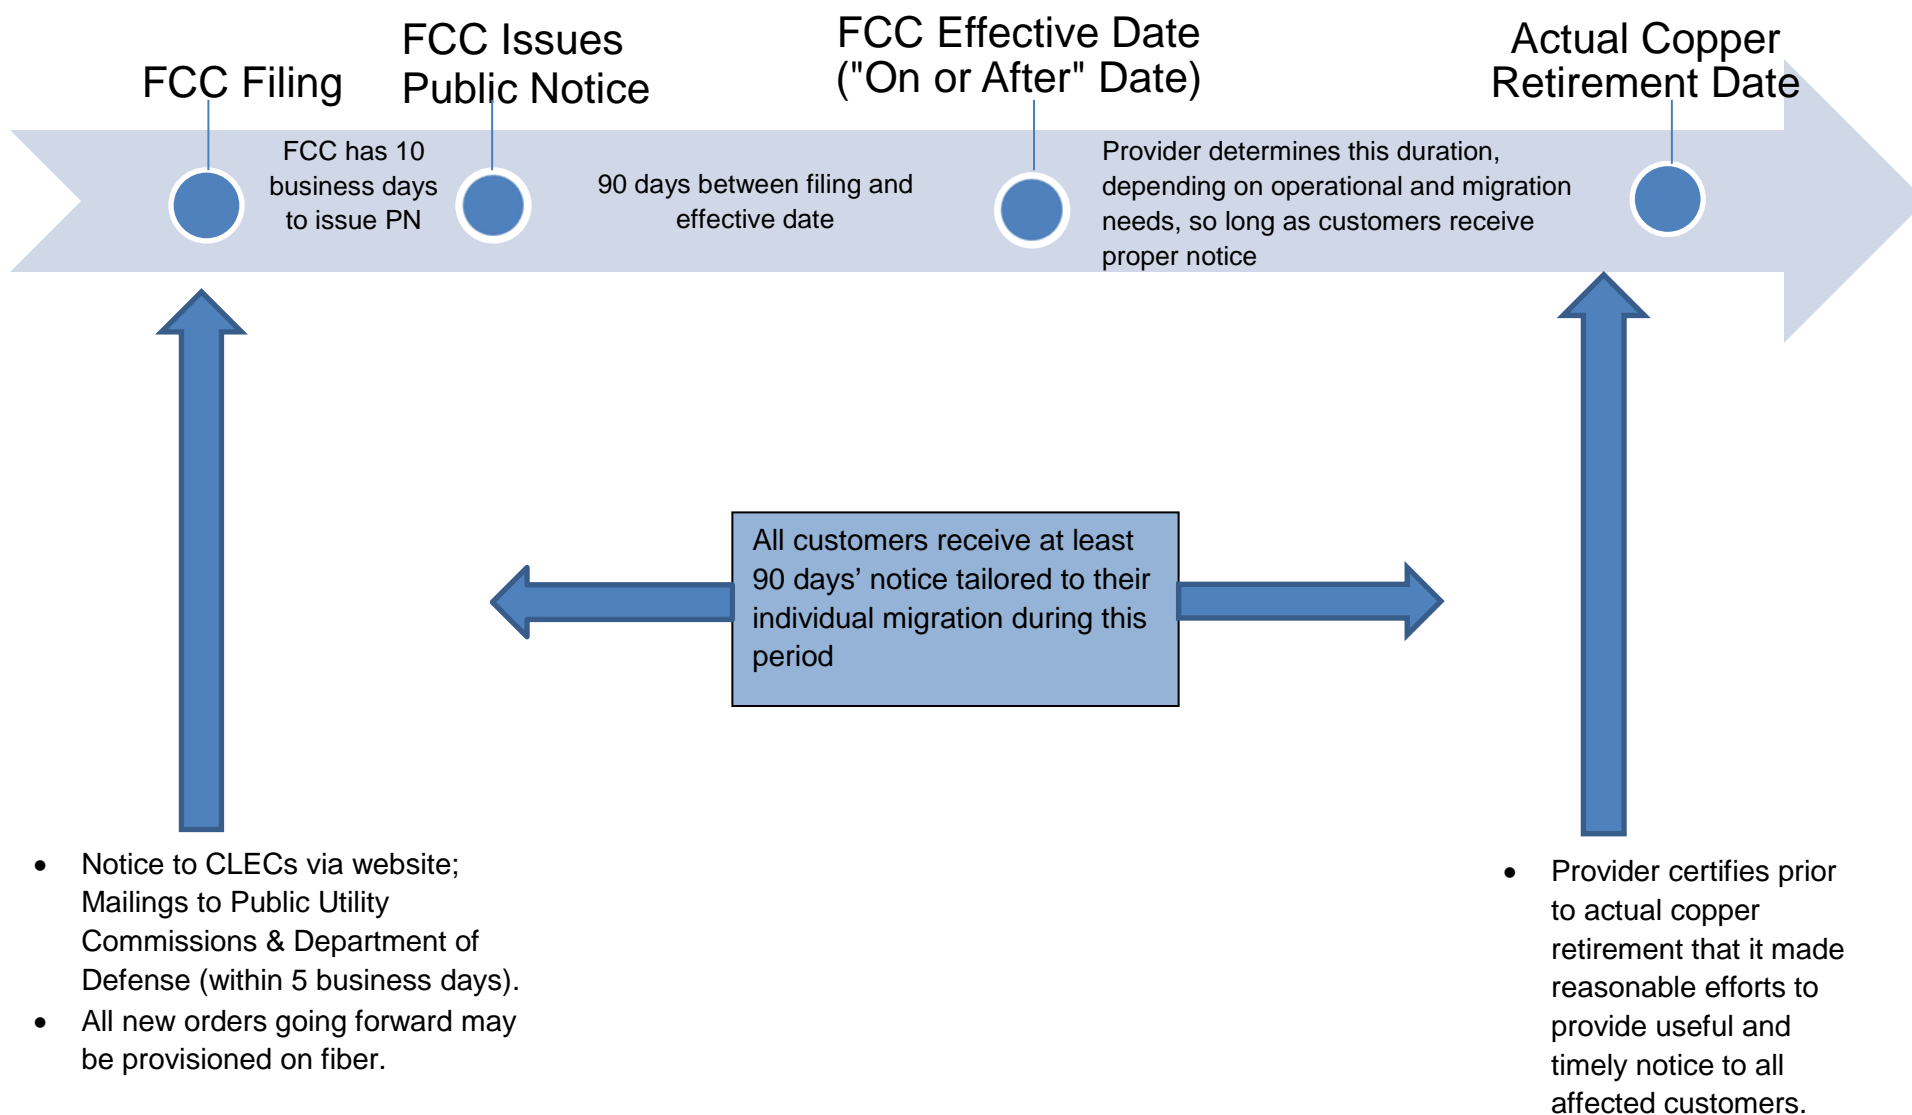 FCC Filing
FCC Issues
Public Notice
FCC Effective Date
("On or After" Date)
Actual Copper
Retirement Date
FCC has 10
business days
to issue PN
90 days between filing and
effective date
Provider determines this duration,
depending on operational and migration
needs, so long as customers receive
proper notice
All customers receive at least
90 days’ notice tailored to their
individual migration during this
period
• Notice to CLECs via website;
Mailings to Public Utility
Commissions & Department of
Defense (within 5 business days).
• All new orders going forward may
be provisioned on fiber.
• Provider certifies prior
to actual copper
retirement that it made
reasonable efforts to
provide useful and
timely notice to all
affected customers.